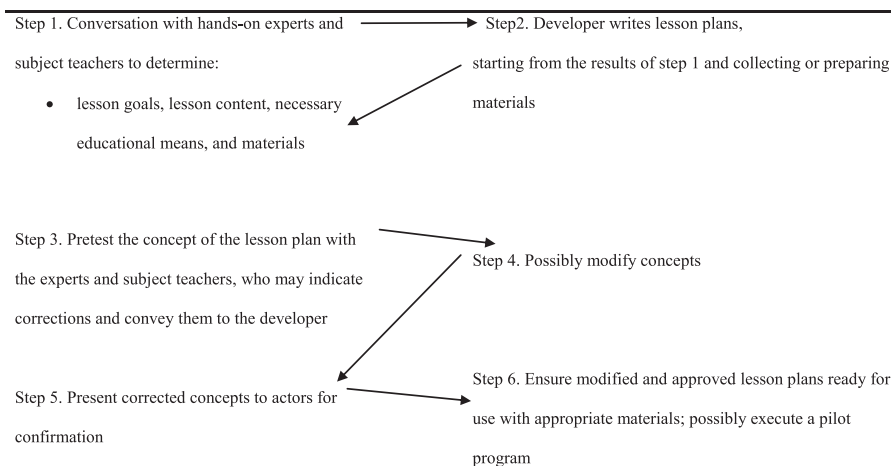 Step 1. Conversation with hands-on experts and
subject teachers to determine:
• lesson goals, lesson content, necessary
educational means, and materials
Step2. Developer writes lesson plans,
starting from the results of step 1 and collecting or preparing
materials
Step 3. Pretest the concept of the lesson plan with
the experts and subject teachers, who may indicate
corrections and convey them to the developer
Step 4. Possibly modify concepts
Step 5. Present corrected concepts to actors for
confirmation
Step 6. Ensure modified and approved lesson plans ready for
use with appropriate materials; possibly execute a pilot
program